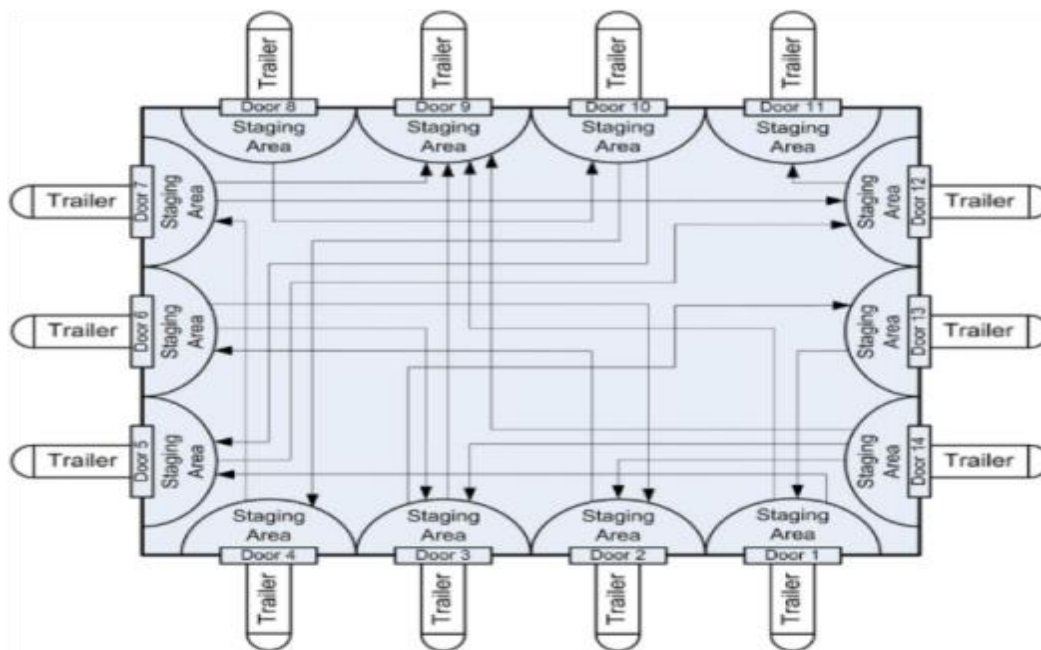 Trailer
Trailer
Trailer
Trailer
Door 8
Door 9
Door 10
Door 11
Staging
Area
Staging
Area
Staging
Area
Staging
Area
Trailer
Door 7
Staging
Area
Staging
Area
Door 12
Trailer
Trailer
Door 6
Staging
Area
Staging
Area
Door 13
Trailer
Trailer
Door 5
Staging
Area
Staging
Area
Door 14
Trailer
Staging
Area
Staging
Area
Staging
Area
Staging
Area
Door 4
Door 3
Door 2
Door 1
Trailer
Trailer
Trailer
Trailer